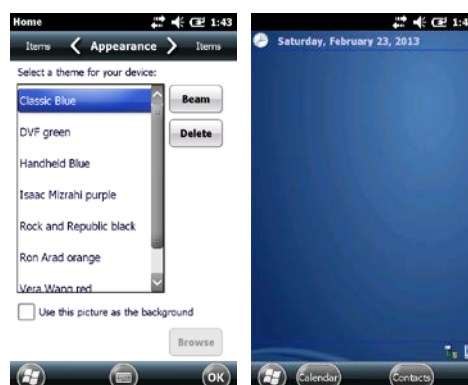 Home 1:43
Items Appearance Items
Select a theme for your device:
Classic Blue
Beam
DVF green
Delete
Handheld Blue
Isaac Mizrahi purple
Rock and Republic black
Ron Arad orange
Vera Wang red
Use this picture as the background
Browse
OK
Saturday, February 23, 2013
Calendar Contacts